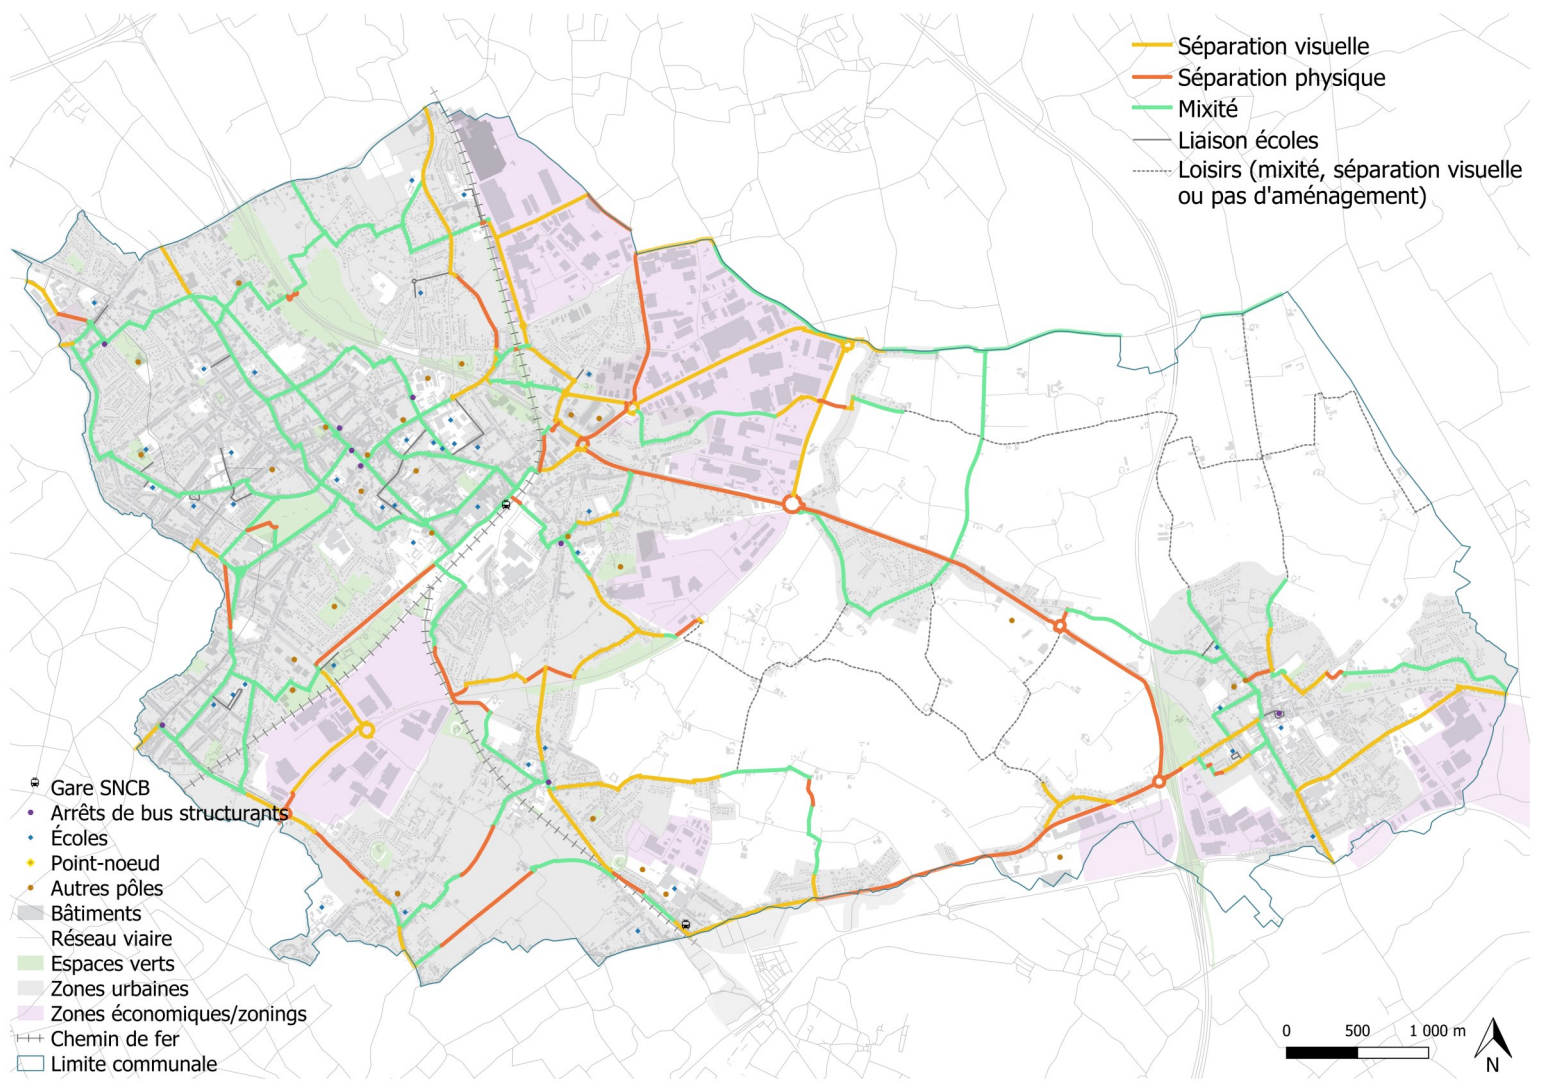 Séparation visuelle
Séparation physique
Mixité
Liaison écoles
Loisirs (mixité, séparation visuelle
ou pas d'aménagement)
Gare SNCB
Arrêts de bus structurants
Écoles
Point-noeud
Autres pôles
Bâtiments
Réseau viaire
Espaces verts
Zones urbaines
Zones économiques/zonings
Chemin de fer
Limite communale
0 500 1 000 m
N